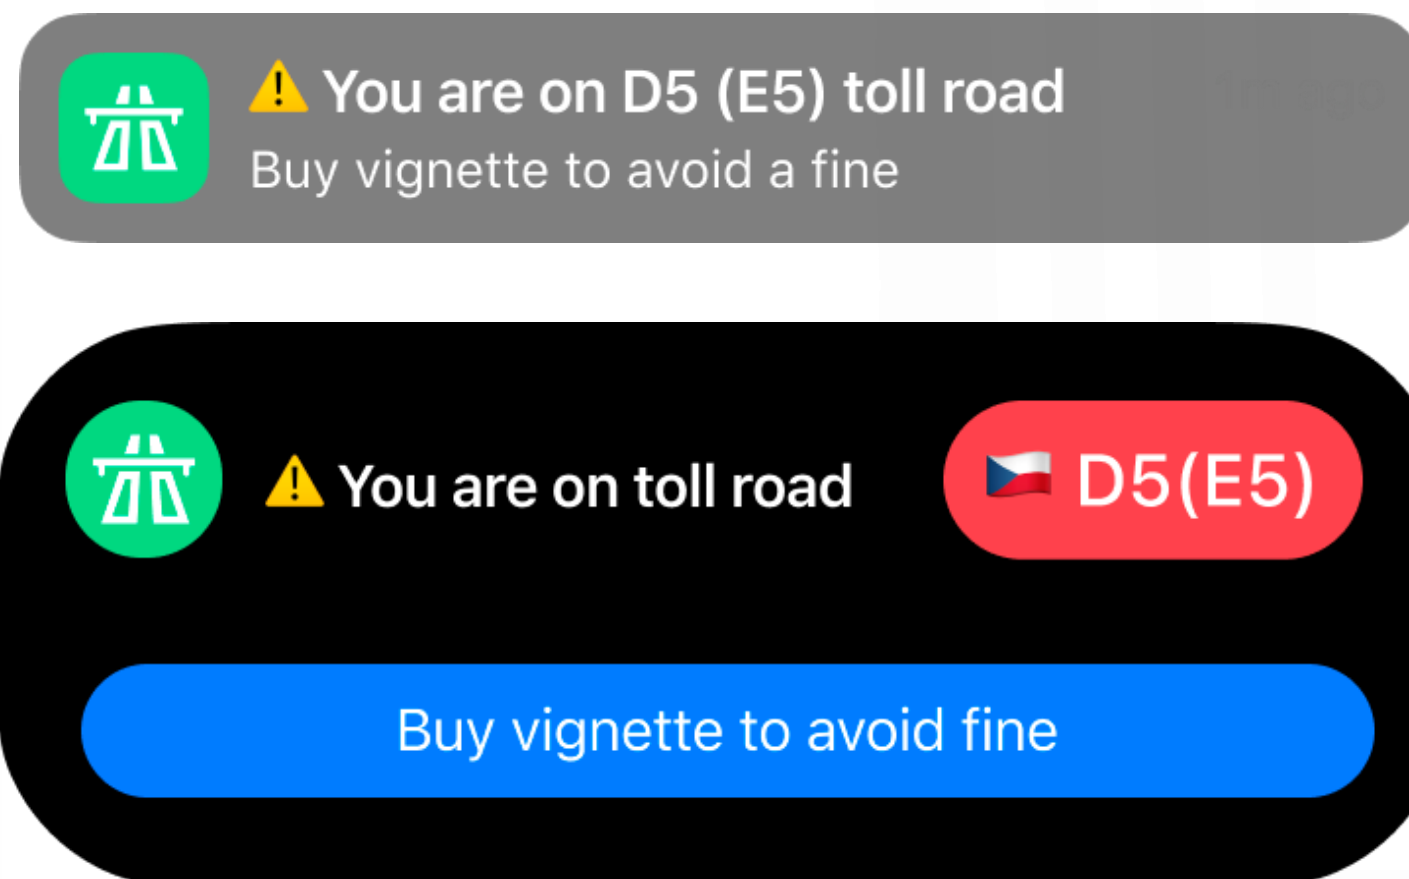 ⚠️ You are on D5 (E5) toll road
Buy vignette to avoid a fine
⚠️ You are on toll road
🇨🇿 D5(E5)
Buy vignette to avoid fine